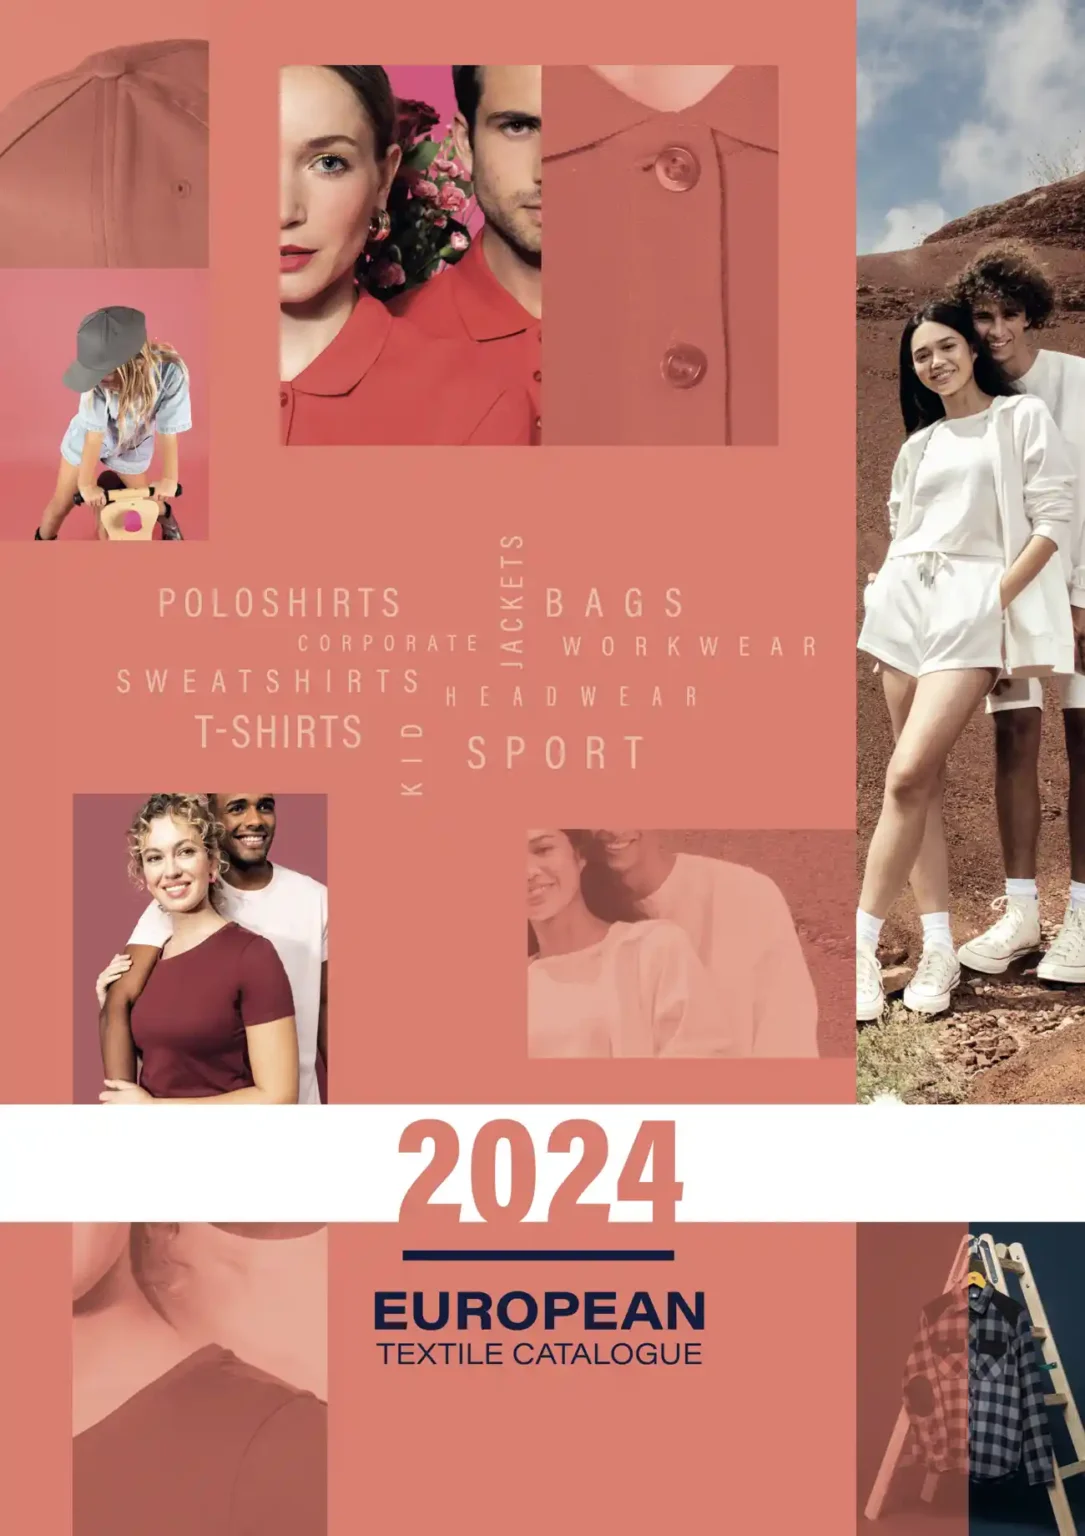 JACKETS
POLOSHIRTS
BAGS
CORPORATE
WORKWEAR
SWEATSHIRTS
HEADWEAR
T-SHIRTS
KID
SPORT
2024
EUROPEAN
TEXTILE CATALOGUE